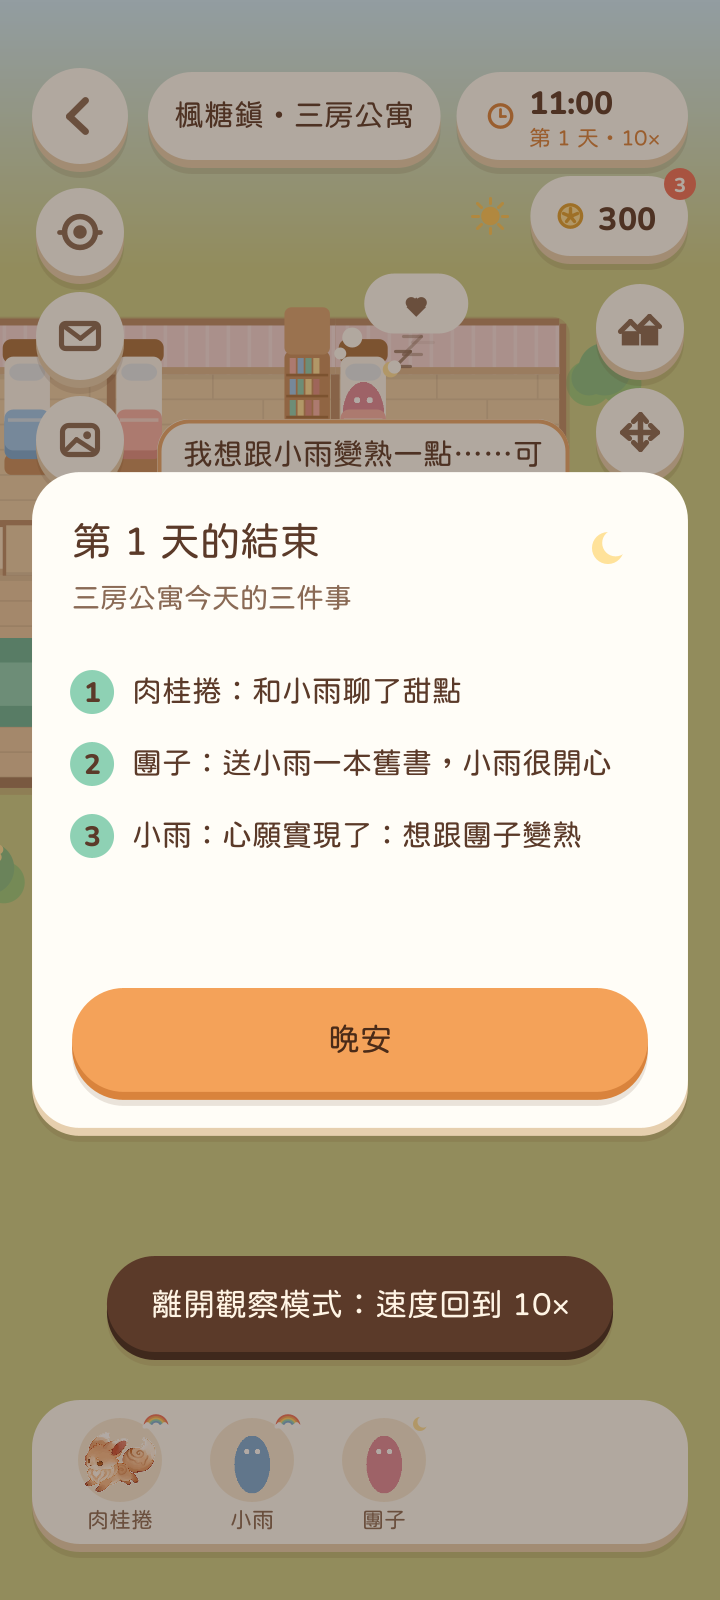 楓糖鎮・三房公寓
11:00
第 1 天・10×
3
300
我想跟小雨變熟一點……可
第 1 天的結束
三房公寓今天的三件事
1 肉桂捲：和小雨聊了甜點
2 團子：送小雨一本舊書，小雨很開心
3 小雨：心願實現了：想跟團子變熟
晚安
離開觀察模式：速度回到 10×
肉桂捲
小雨
團子